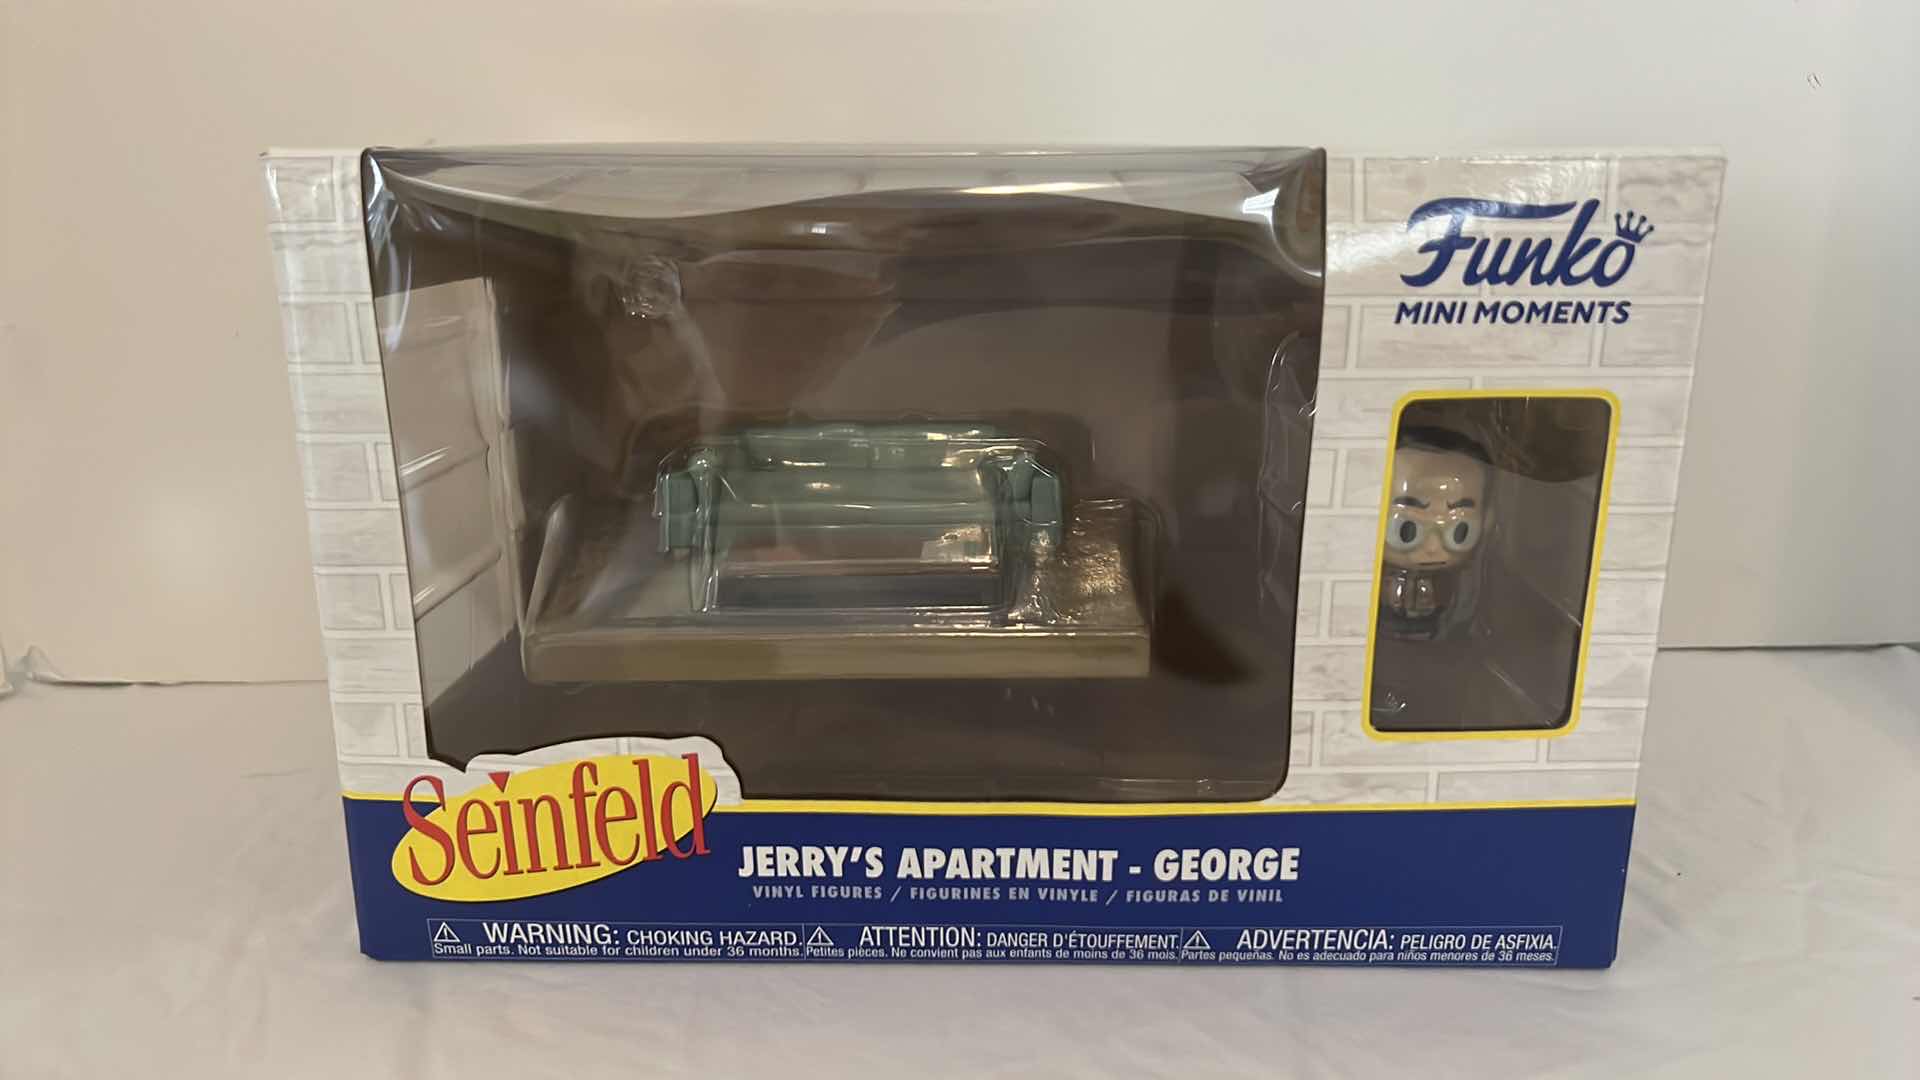 Funko
MINI MOMENTS
Seinfeld
JERRY'S APARTMENT - GEORGE
VINYL FIGURES / FIGURINES EN VINYLE / FIGURAS DE VINIL
WARNING: CHOKING HAZARD.
Small parts. Not suitable for children under 36 months.
ATTENTION: DANGER D'ÉTOUFFEMENT.
Petites pièces. Ne convient pas aux enfants de moins de 36 mois.
ADVERTENCIA: PELIGRO DE ASFIXIA.
Partes pequeñas. No es adecuado para niños menores de 36 meses.